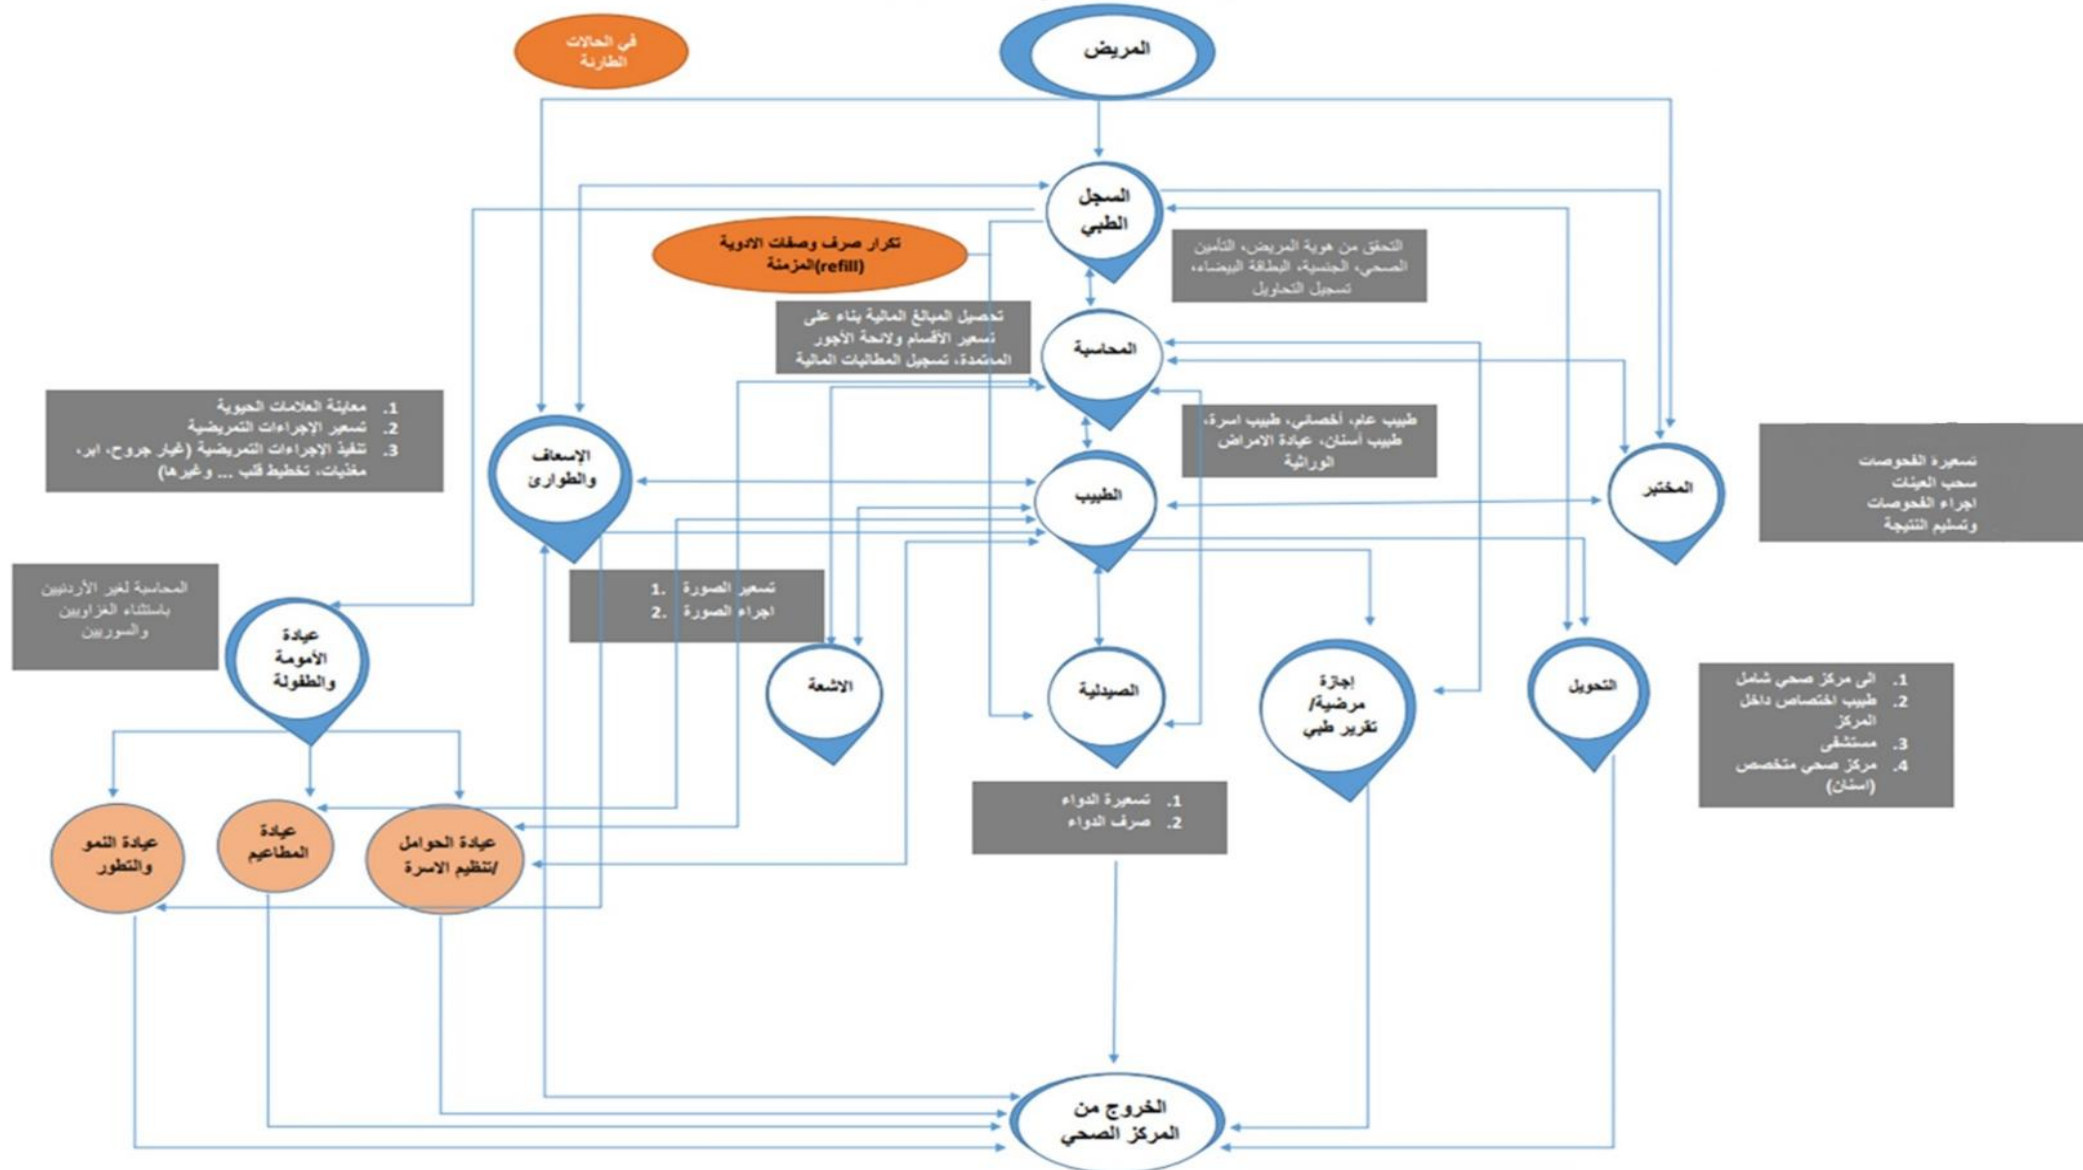 المريض
في الحالات
الطارئة
السجل
الطبي
تكرار صرف وصفات الادوية
المزمنة(refill)
التحقق من هوية المريض، التأمين
الصحي، الجنسية، البطاقة البيضاء،
تسجيل التحاويل
تحصيل المبالغ المالية بناء على
تسعير الأقسام ولائحة الأجور
المعتمدة، تسجيل المطالبات المالية
المحاسبة
1. معاينة العلامات الحيوية
2. تسعير الإجراءات التمريضية
3. تنفيذ الإجراءات التمريضية (غيار جروح، ابر،
مغذيات، تخطيط قلب ... وغيرها)
طبيب عام، أخصائي، طبيب اسرة،
طبيب أسنان، عيادة الامراض
الوراثية
الإسعاف
والطوارئ
الطبيب
المختبر
تسعيرة الفحوصات
سحب العينات
اجراء الفحوصات
وتسليم النتيجة
المحاسبة لغير الأردنيين
باستثناء الغزاويين
والسوريين
عيادة
الأمومة
والطفولة
1. تسعير الصورة
2. اجراء الصورة
الاشعة
الصيدلية
إجازة
مرضية/
تقرير طبي
التحويل
1. الى مركز صحي شامل
2. طبيب اختصاص داخل
المركز
3. مستشفى
4. مركز صحي متخصص
(اسنان)
1. تسعيرة الدواء
2. صرف الدواء
عيادة الحوامل
/تنظيم الاسرة
عيادة
المطاعيم
عيادة النمو
والتطور
الخروج من
المركز الصحي